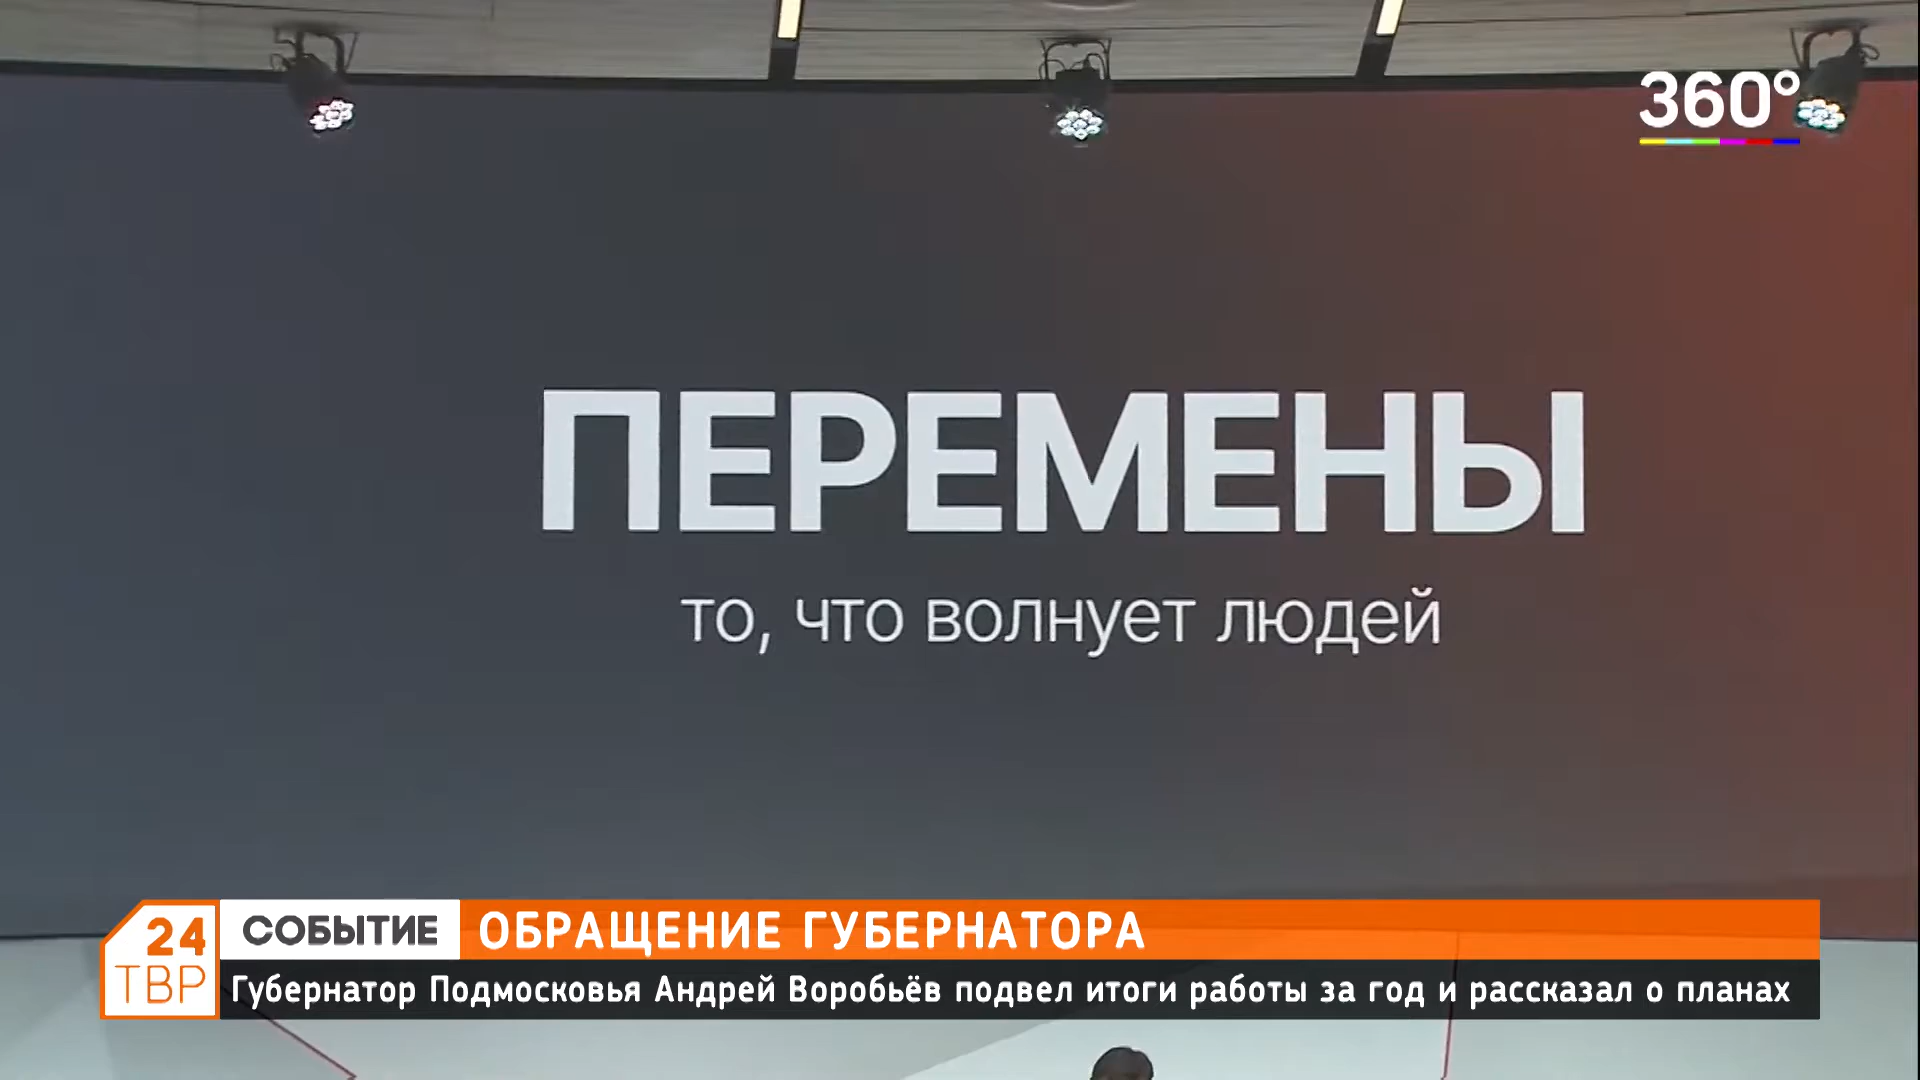 360°
ПЕРЕМЕНЫ
то, что волнует людей
24
ТВР
СОБЫТИЕ
ОБРАЩЕНИЕ ГУБЕРНАТОРА
Губернатор Подмосковья Андрей Воробьёв подвел итоги работы за год и рассказал о планах